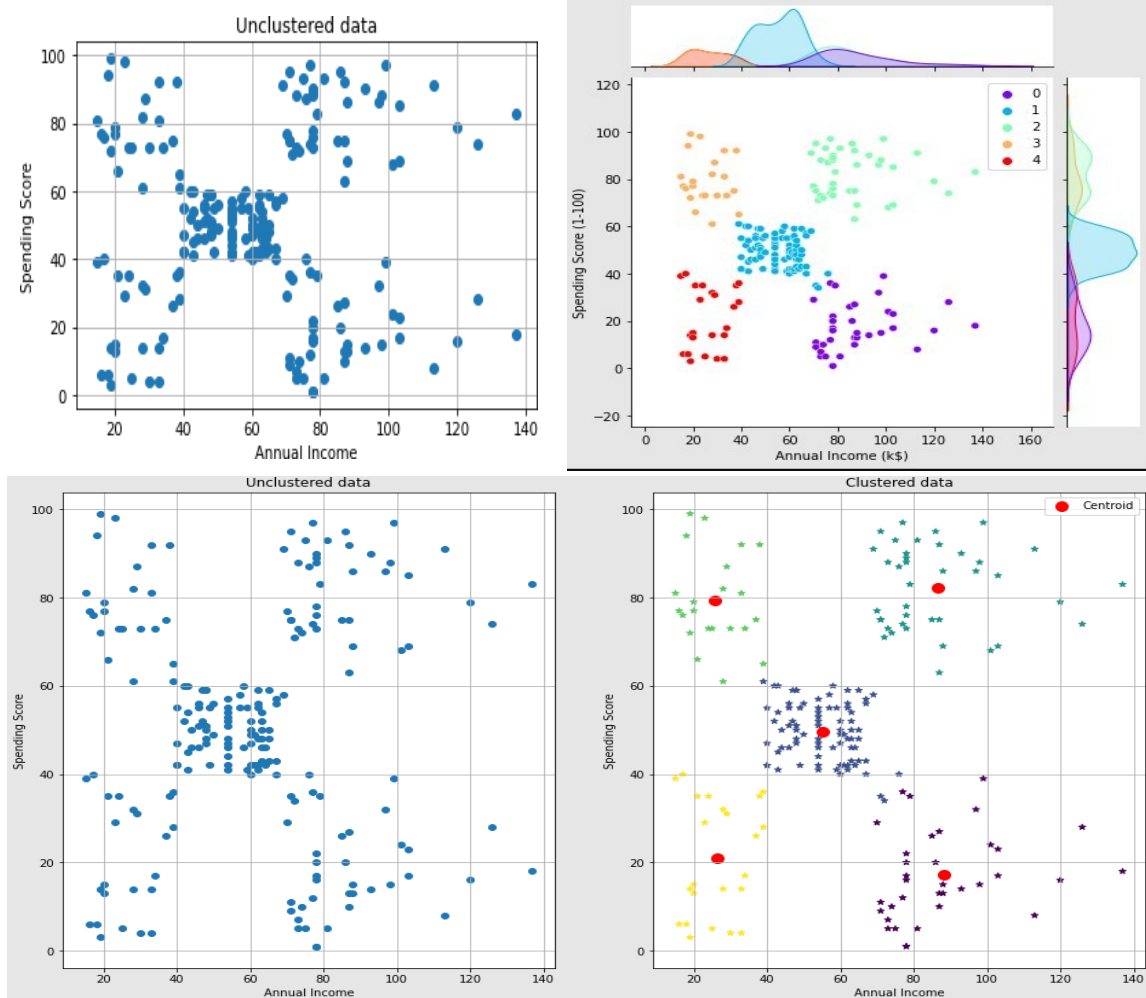 Unclustered data
100
80
60
40
20
0
Spending Score
20 40 60 80 100 120 140
Annual Income
0
1
2
3
4
120
100
80
60
40
20
0
−20
Spending Score (1-100)
0 20 40 60 80 100 120 140 160
Annual Income (k$)
Unclustered data
100
80
60
40
20
0
Spending Score
20 40 60 80 100 120 140
Annual Income
Clustered data
Centroid
100
80
60
40
20
0
Spending Score
20 40 60 80 100 120 140
Annual Income